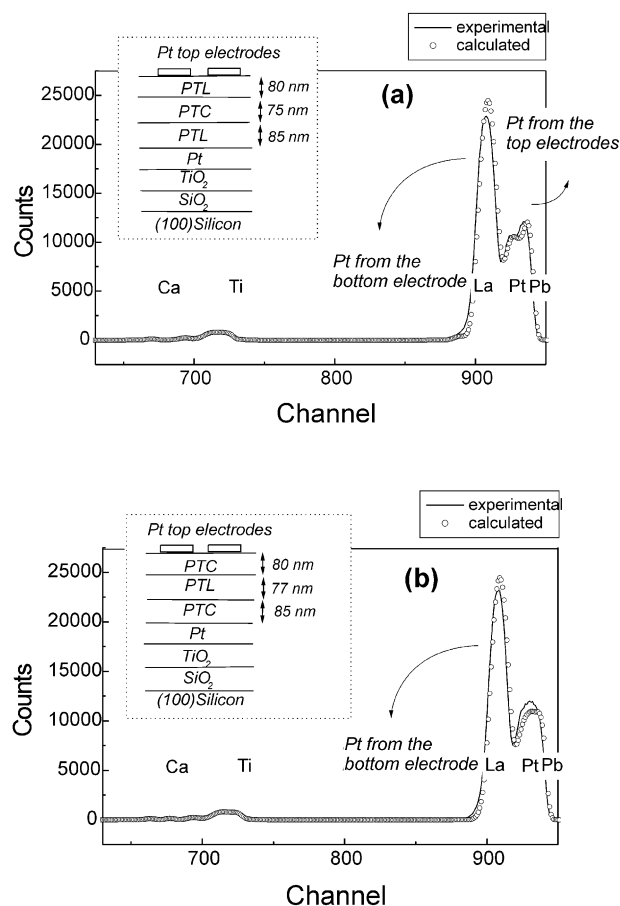 experimental
calculated
Pt top electrodes
PTL
80 nm
PTC
75 nm
PTL
85 nm
Pt
TiO2
SiO2
(100)Silicon
(a)
Pt from the
top electrodes
Pt from the
bottom electrode
Ca
Ti
La
Pt
Pb
25000
20000
15000
10000
5000
0
Counts
700
800
900
Channel
experimental
calculated
Pt top electrodes
PTC
80 nm
PTL
77 nm
PTC
85 nm
Pt
TiO2
SiO2
(100)Silicon
(b)
Pt from the
bottom electrode
Ca
Ti
La
Pt
Pb
25000
20000
15000
10000
5000
0
Counts
700
800
900
Channel